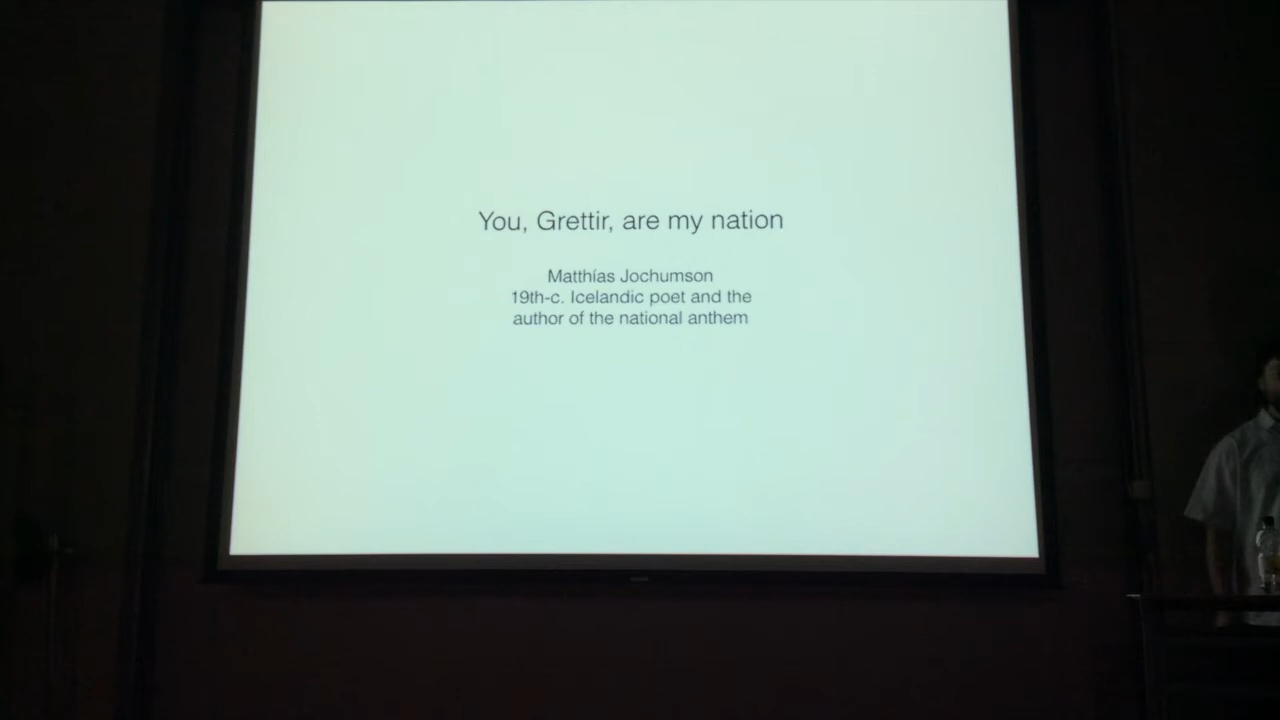 You, Grettir, are my nation
Matthías Jochumson
19th-c. Icelandic poet and the
author of the national anthem